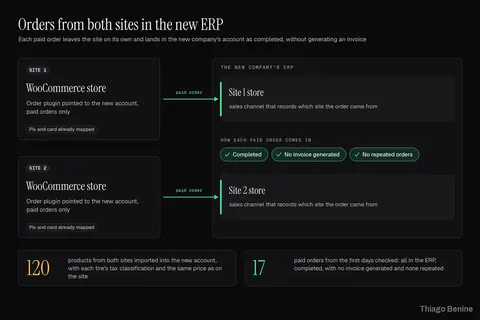 Orders from both sites in the new ERP
Each paid order leaves the site on its own and lands in the new company's account as completed, without generating an invoice
SITE 1
WooCommerce store
Order plugin pointed to the new account,
paid orders only
Pix and card already mapped
paid order
THE NEW COMPANY'S ERP
Site 1 store
sales channel that records which site the order came from
HOW EACH PAID ORDER COMES IN
Completed
No invoice generated
No repeated orders
SITE 2
WooCommerce store
Order plugin pointed to the new account,
paid orders only
Pix and card already mapped
paid order
Site 2 store
sales channel that records which site the order came from
120
products from both sites imported into the new account,
with each tire's tax classification and the same price as on
the site
17
paid orders from the first days checked: all in the ERP,
completed, with no invoice generated and none repeated
Thiago Benine